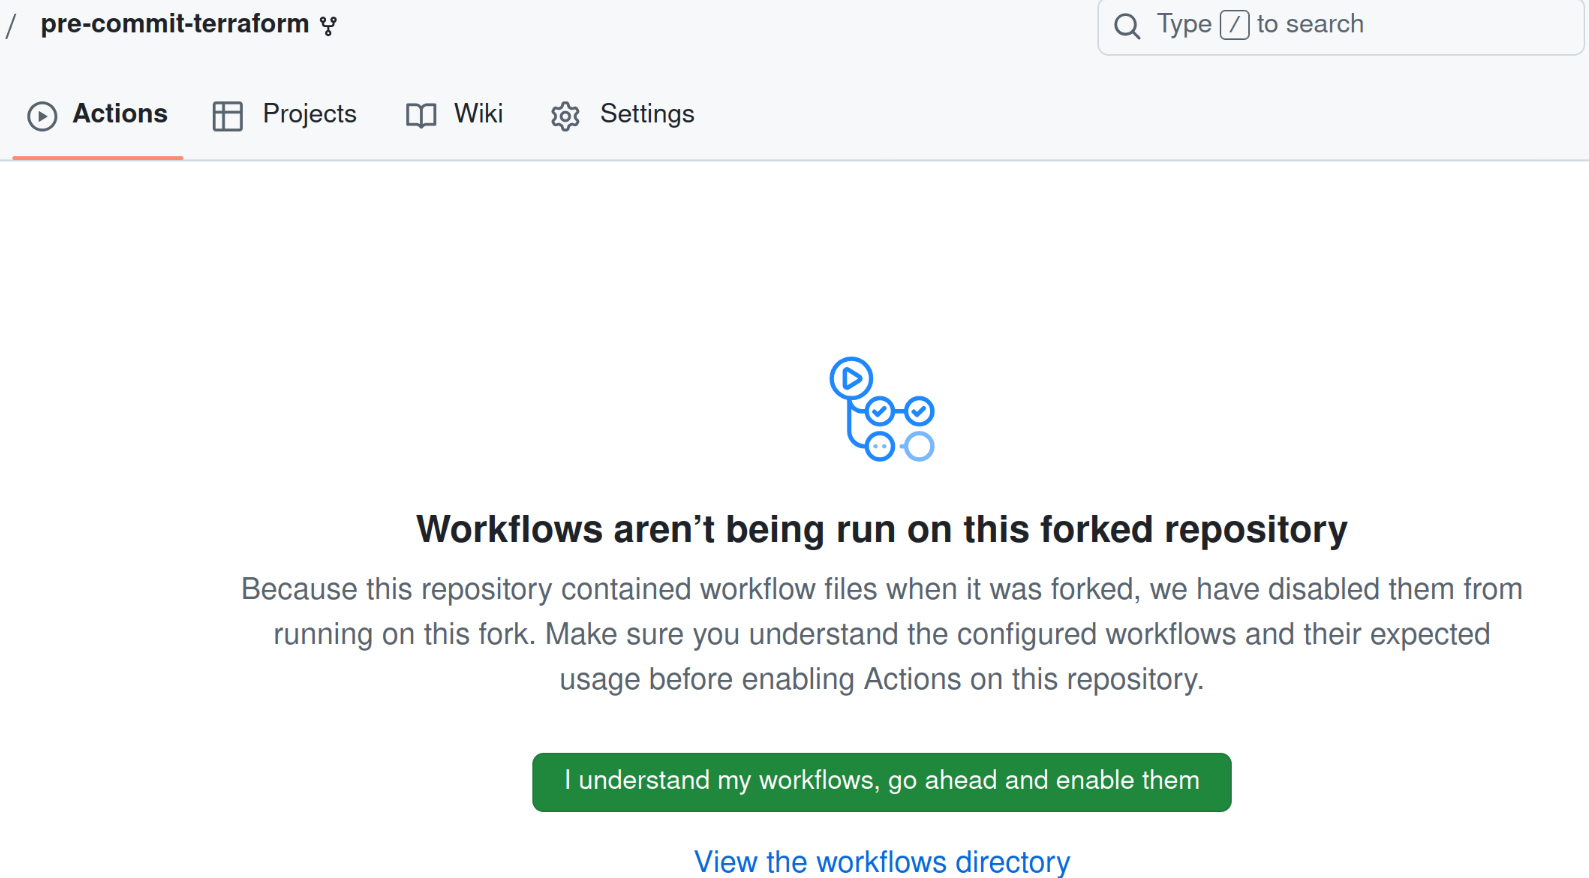 / pre-commit-terraform
Type / to search
Actions Projects Wiki Settings
Workflows aren’t being run on this forked repository
Because this repository contained workflow files when it was forked, we have disabled them from
running on this fork. Make sure you understand the configured workflows and their expected
usage before enabling Actions on this repository.
I understand my workflows, go ahead and enable them
View the workflows directory